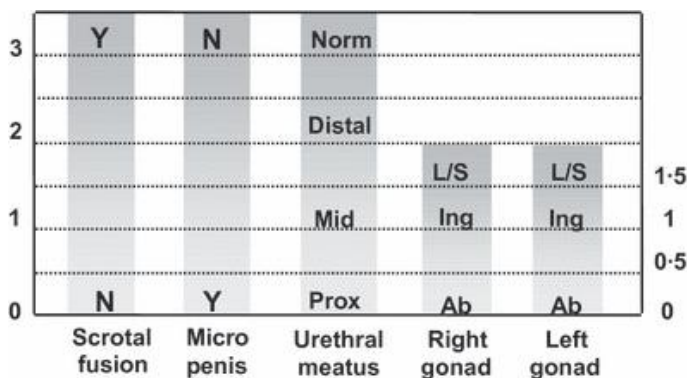 3 Y N Norm
Distal
2
L/S L/S 1·5
1 Mid Ing Ing 1
0·5
0 N Y Prox Ab Ab 0
Scrotal fusion
Micro penis
Urethral meatus
Right gonad
Left gonad